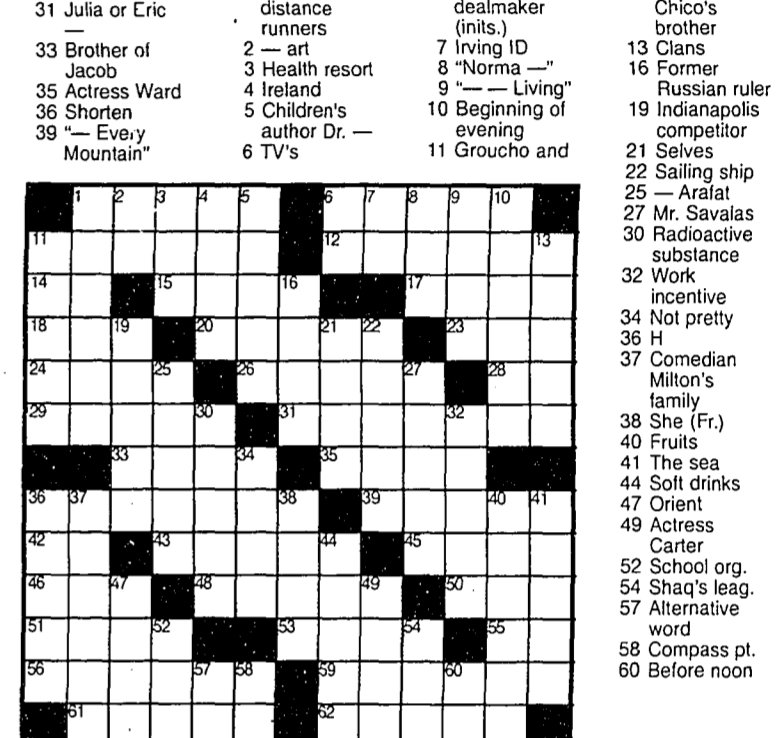 31 Julia or Eric
—
33 Brother of
Jacob
35 Actress Ward
36 Shorten
39 "— Every
Mountain"
distance
runners
2 — art
3 Health resort
4 Ireland
5 Children's
author Dr. —
6 TV's
dealmaker
(inits.)
7 Irving ID
8 "Norma —"
9 "— — Living"
10 Beginning of
evening
11 Groucho and
Chico's
brother
13 Clans
16 Former
Russian ruler
19 Indianapolis
competitor
21 Selves
22 Sailing ship
25 — Arafat
27 Mr. Savalas
30 Radioactive
substance
32 Work
incentive
34 Not pretty
36 H
37 Comedian
Milton's
family
38 She (Fr.)
40 Fruits
41 The sea
44 Soft drinks
47 Orient
49 Actress
Carter
52 School org.
54 Shaq's leag.
57 Alternative
word
58 Compass pt.
60 Before noon
1 2 3 4 5 6 7 8 9 10
11 12 13
14 15 16 17
18 19 20 21 22 23
24 25 26 27 28
29 30 31 32
33 34 35
36 37 38 39 40 41
42 43 44 45
46 47 48 49 50
51 52 53 54 55
56 57 58 59 60
61 62